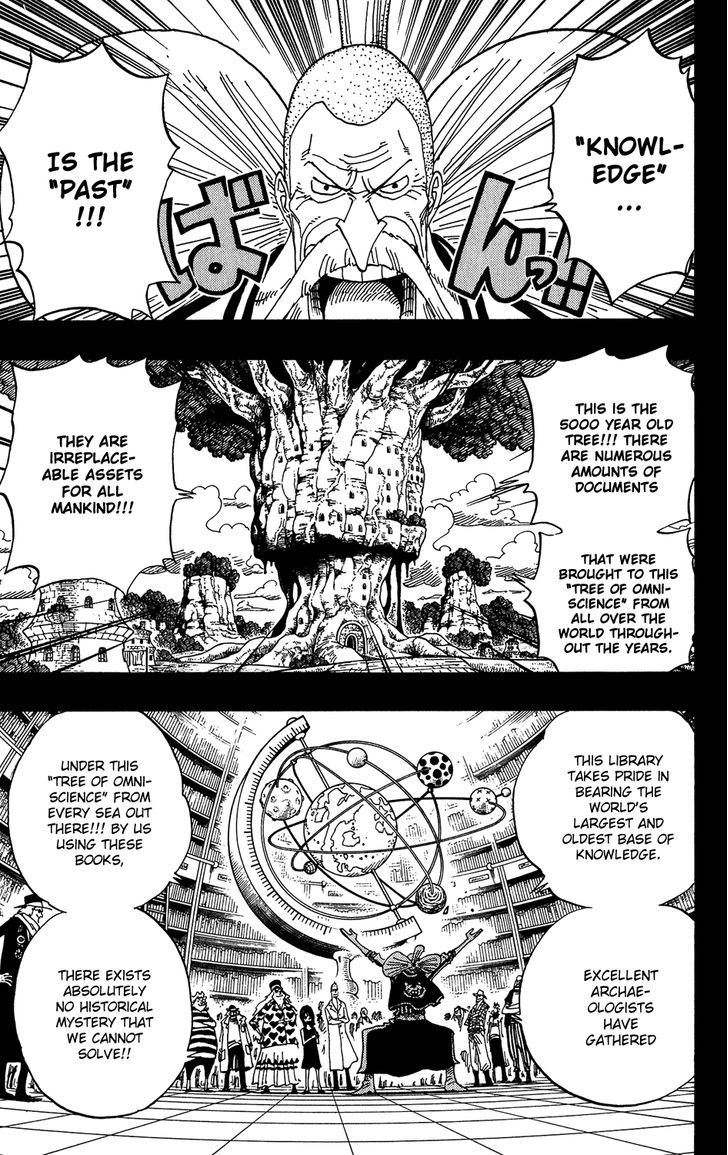 "KNOWL-
EDGE"
...
IS THE
"PAST"
!!!
ばんっ!!
THIS IS THE
5000 YEAR OLD
TREE!!! THERE
ARE NUMEROUS
AMOUNTS OF
DOCUMENTS
THAT WERE
BROUGHT TO THIS
"TREE OF OMNI-
SCIENCE" FROM
ALL OVER THE
WORLD THROUGH-
OUT THE YEARS.
THEY ARE
IRREPLACE-
ABLE ASSETS
FOR ALL
MANKIND!!!
THIS LIBRARY
TAKES PRIDE IN
BEARING THE
WORLD'S
LARGEST AND
OLDEST BASE OF
KNOWLEDGE.
EXCELLENT
ARCHAE-
OLOGISTS
HAVE
GATHERED
UNDER THIS
"TREE OF OMNI-
SCIENCE" FROM
EVERY SEA OUT
THERE!!! BY US
USING THESE
BOOKS,
THERE EXISTS
ABSOLUTELY
NO HISTORICAL
MYSTERY THAT
WE CANNOT
SOLVE!!